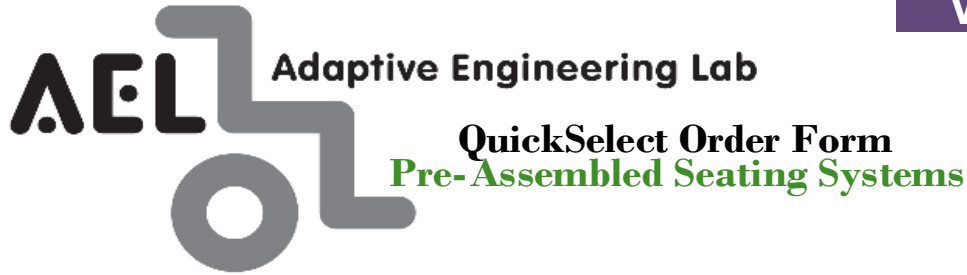 AEL
Adaptive Engineering Lab
QuickSelect Order Form
Pre-Assembled Seating Systems